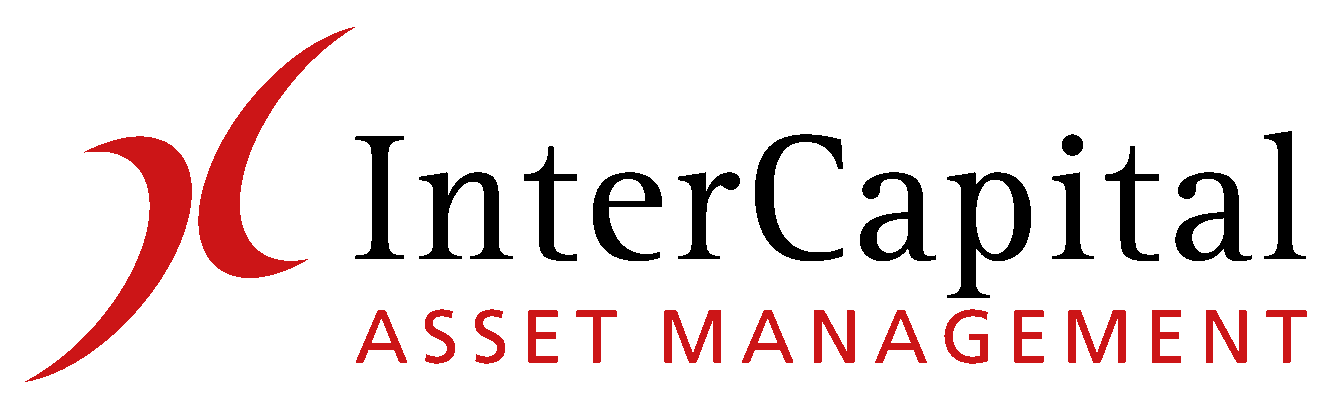 InterCapital
ASSET MANAGEMENT